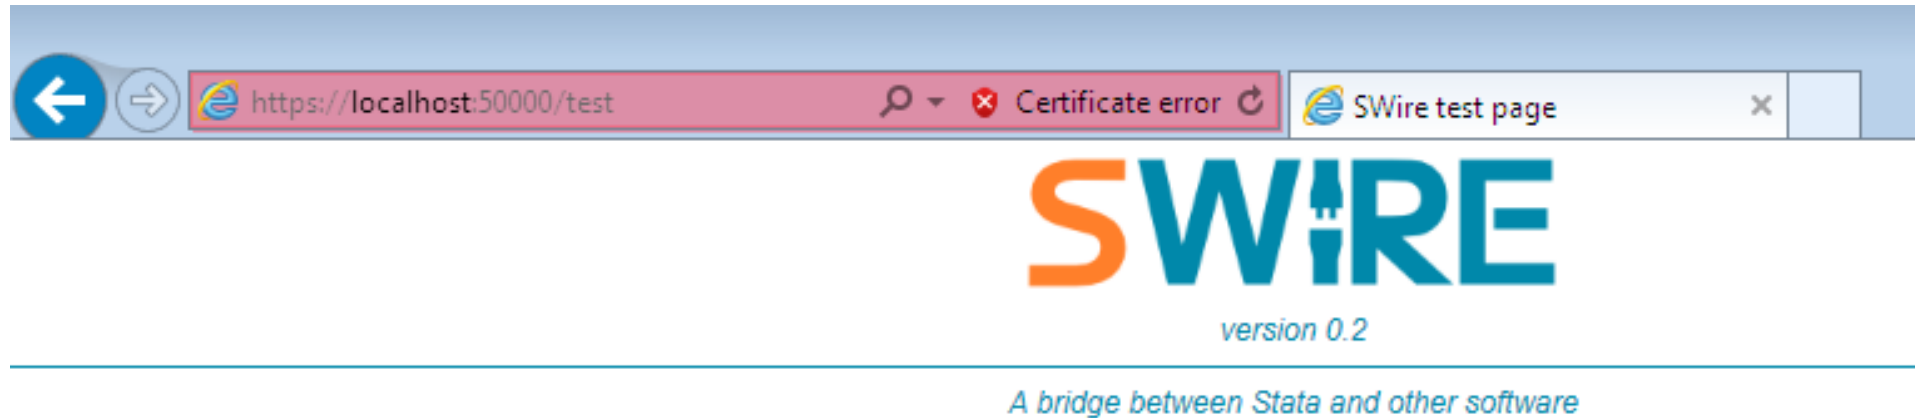 https://localhost:50000/test Certificate error SWire test page
SWIRE
version 0.2
A bridge between Stata and other software